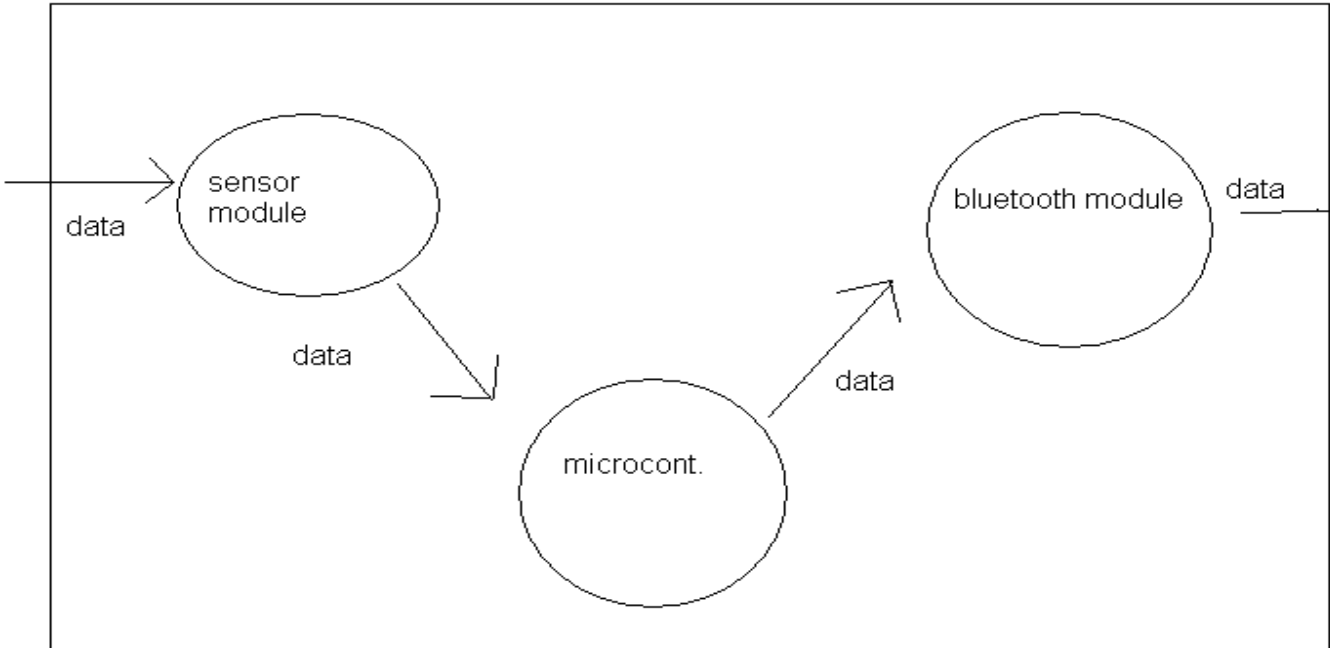 sensor
module
data
data
microcont.
data
bluetooth module
data